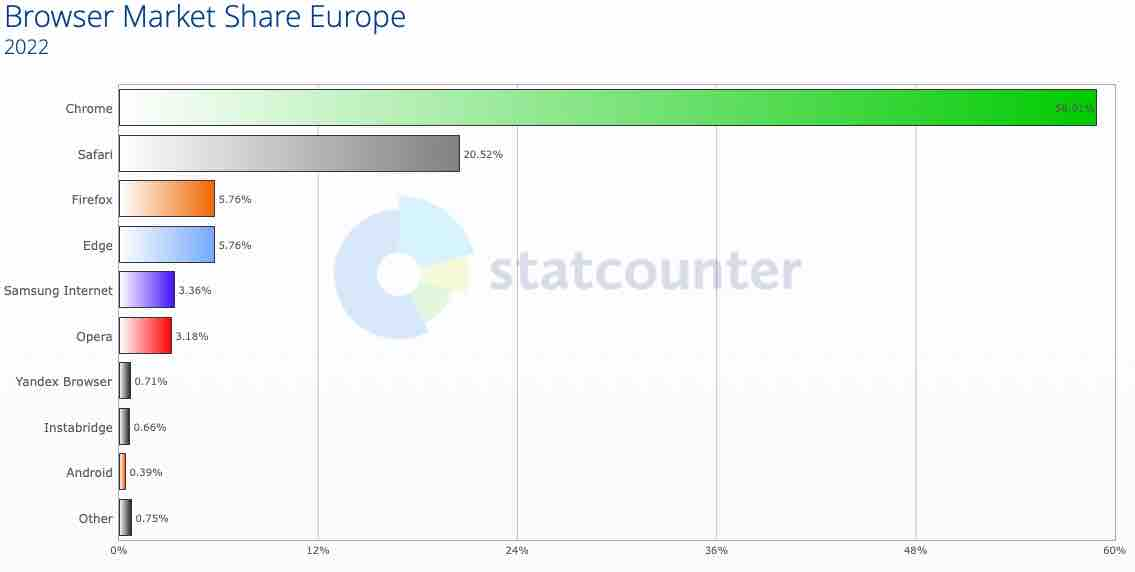 Browser Market Share Europe
2022
Chrome 58.91%
Safari 20.52%
Firefox 5.76%
Edge 5.76%
Samsung Internet 3.36%
Opera 3.18%
Yandex Browser 0.71%
Instabridge 0.66%
Android 0.39%
Other 0.75%
0% 12% 24% 36% 48% 60%
statcounter